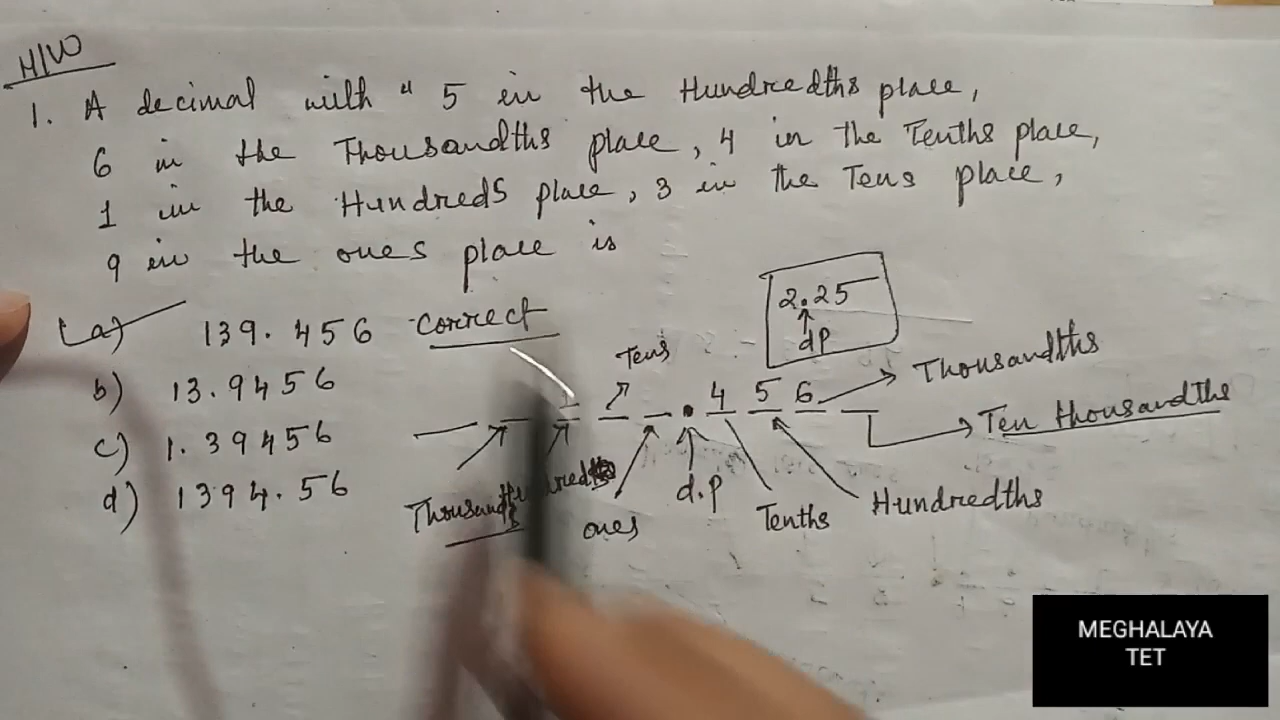 H/W
1. A decimal with " 5 in the Hundredths place,
6 in the Thousandths place, 4 in the Tenths place,
1 in the Hundreds place, 3 in the Tens place,
9 in the ones place is
(a) 139.456 correct
b) 13.9456
c) 1.39456
d) 1394.56
2.25
dp
Tens
1 . 4 5 6
Thousandths
Ten thousandths
Thousands
ones
d.p
Tenths
Hundredths
MEGHALAYA
TET